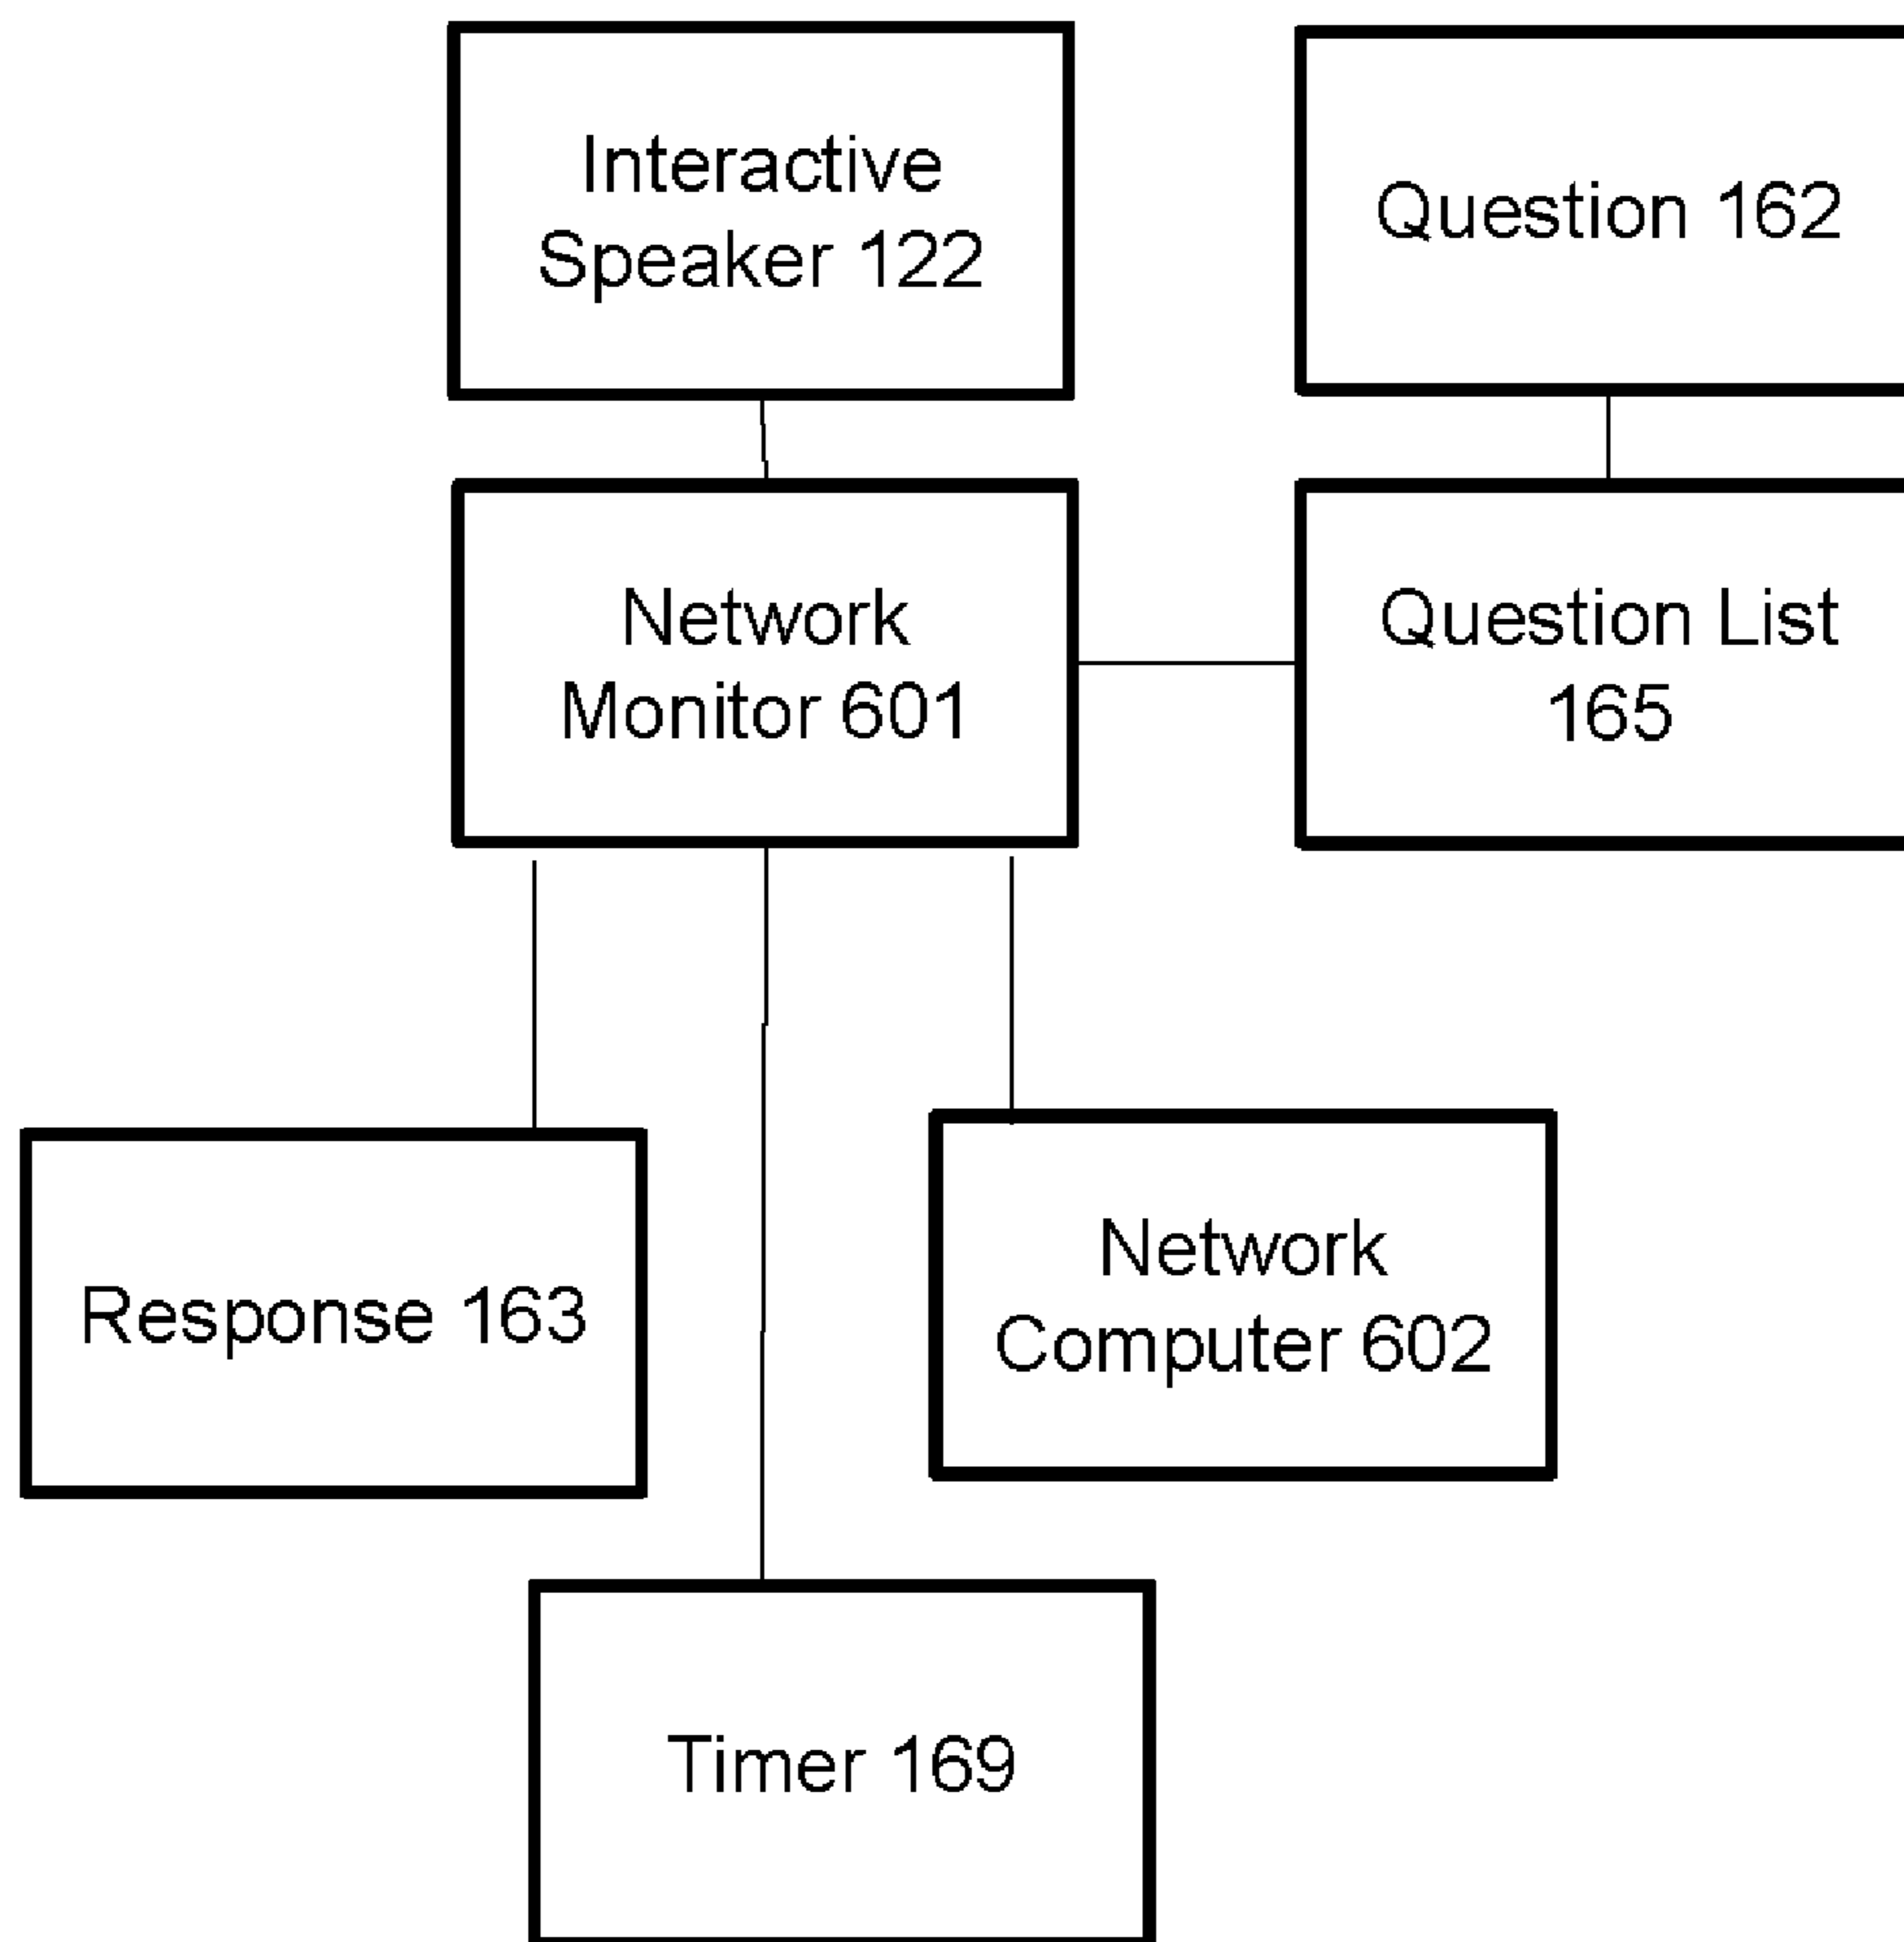 Interactive
Speaker 122
Question 162
Network
Monitor 601
Question List
165
Response 163
Network
Computer 602
Timer 169